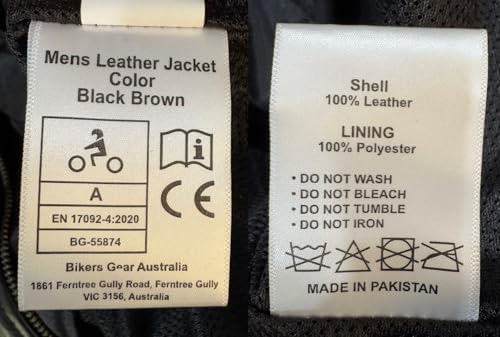 Mens Leather Jacket
Color
Black Brown
i
A
EN 17092-4:2020
BG-55874
CE
Bikers Gear Australia
1861 Ferntree Gully Road, Ferntree Gully
VIC 3156, Australia
Shell
100% Leather
LINING
100% Polyester
• DO NOT WASH
• DO NOT BLEACH
• DO NOT TUMBLE
• DO NOT IRON
MADE IN PAKISTAN